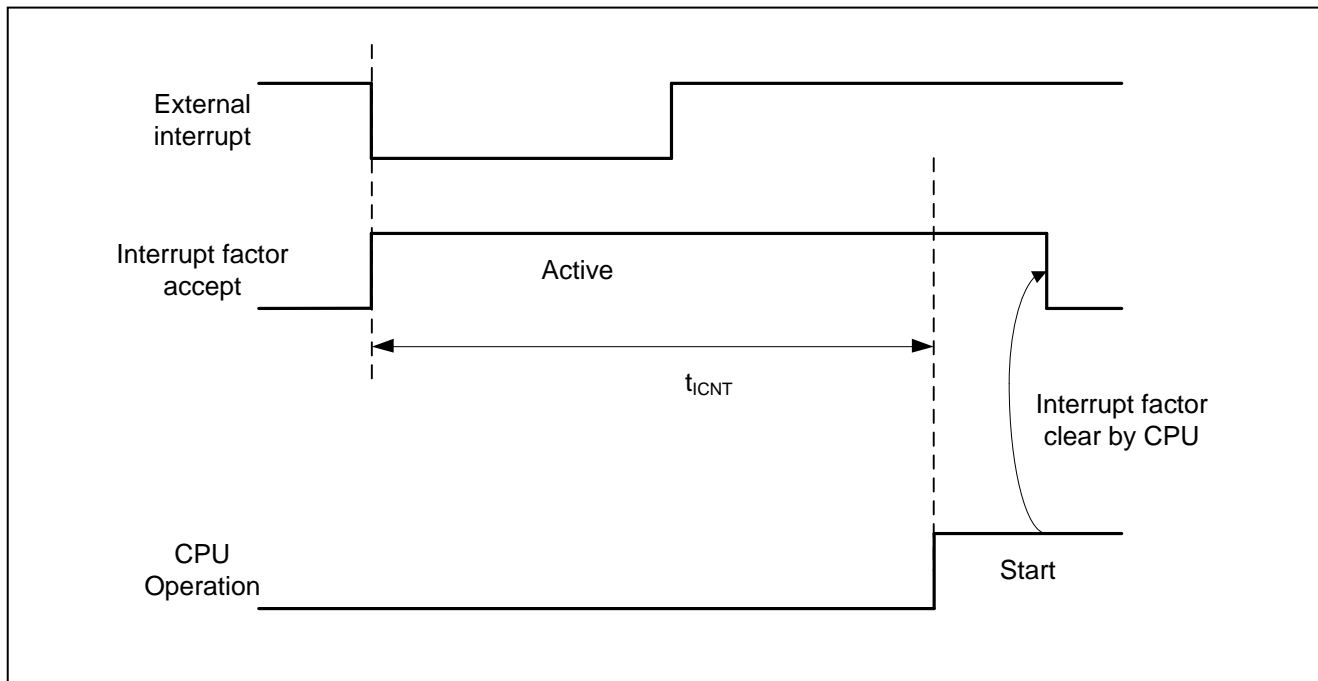 External
interrupt
Interrupt factor
accept
Active
tICNT
Interrupt factor
clear by CPU
CPU
Operation
Start